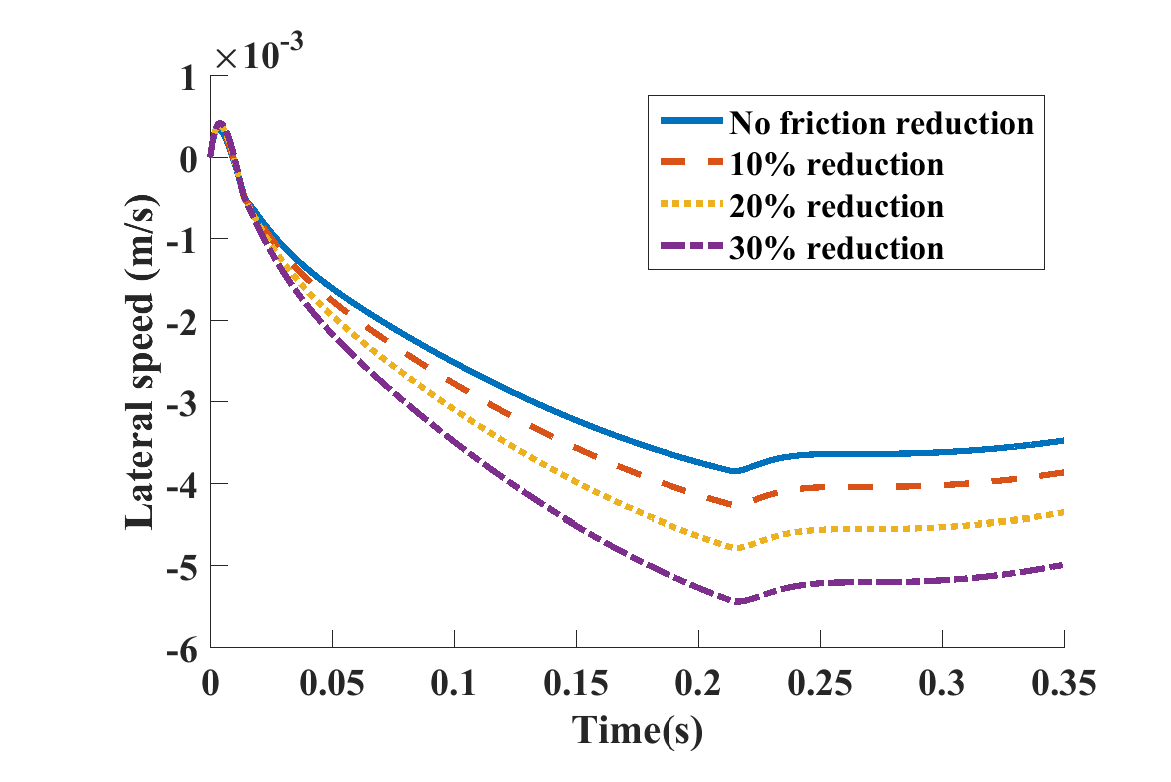 ×10-3
1
0
-1
-2
-3
-4
-5
-6
Lateral speed (m/s)
No friction reduction
10% reduction
20% reduction
30% reduction
0 0.05 0.1 0.15 0.2 0.25 0.3 0.35
Time(s)